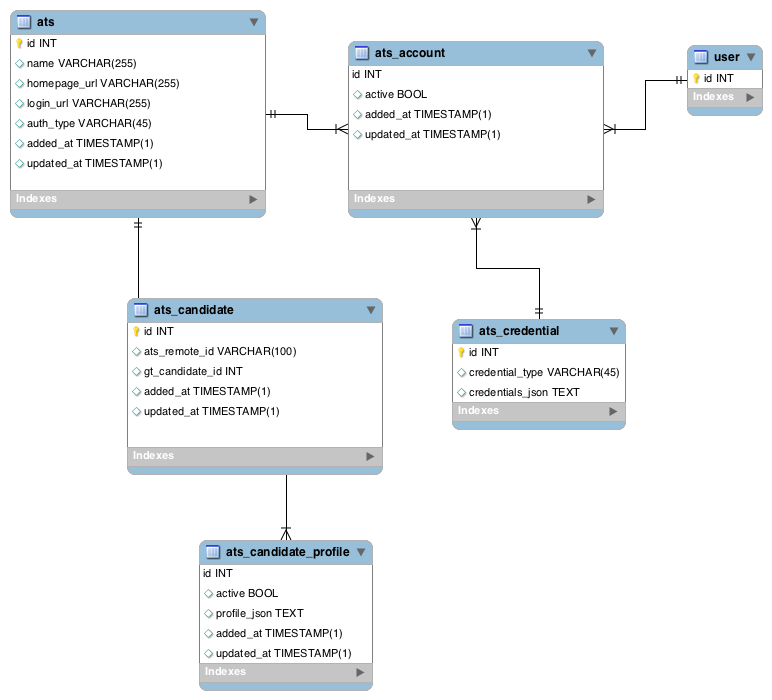 ats
id INT
name VARCHAR(255)
homepage_url VARCHAR(255)
login_url VARCHAR(255)
auth_type VARCHAR(45)
added_at TIMESTAMP(1)
updated_at TIMESTAMP(1)
Indexes
ats_account
id INT
active BOOL
added_at TIMESTAMP(1)
updated_at TIMESTAMP(1)
Indexes
user
id INT
Indexes
ats_candidate
id INT
ats_remote_id VARCHAR(100)
gt_candidate_id INT
added_at TIMESTAMP(1)
updated_at TIMESTAMP(1)
Indexes
ats_credential
id INT
credential_type VARCHAR(45)
credentials_json TEXT
Indexes
ats_candidate_profile
id INT
active BOOL
profile_json TEXT
added_at TIMESTAMP(1)
updated_at TIMESTAMP(1)
Indexes